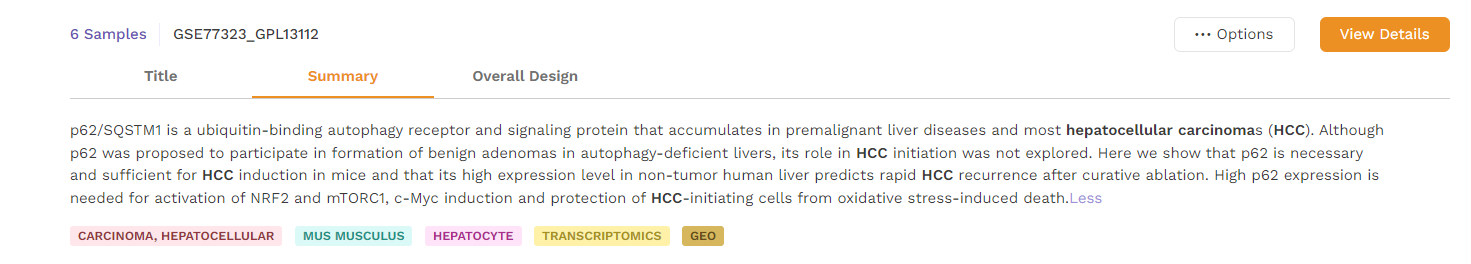 6 Samples GSE77323_GPL13112 ••• Options View Details
Title Summary Overall Design
p62/SQSTM1 is a ubiquitin-binding autophagy receptor and signaling protein that accumulates in premalignant liver diseases and most hepatocellular carcinomas (HCC). Although
p62 was proposed to participate in formation of benign adenomas in autophagy-deficient livers, its role in HCC initiation was not explored. Here we show that p62 is necessary
and sufficient for HCC induction in mice and that its high expression level in non-tumor human liver predicts rapid HCC recurrence after curative ablation. High p62 expression is
needed for activation of NRF2 and mTORC1, c-Myc induction and protection of HCC-initiating cells from oxidative stress-induced death.Less
CARCINOMA, HEPATOCELLULAR MUS MUSCULUS HEPATOCYTE TRANSCRIPTOMICS GEO